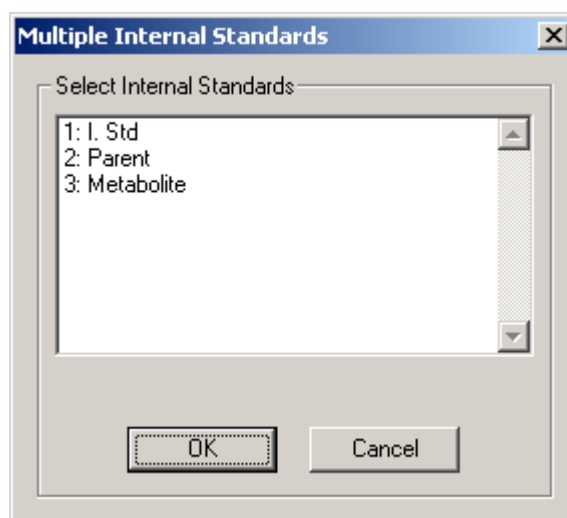 Multiple Internal Standards
Select Internal Standards
1: I. Std
2: Parent
3: Metabolite
OK
Cancel